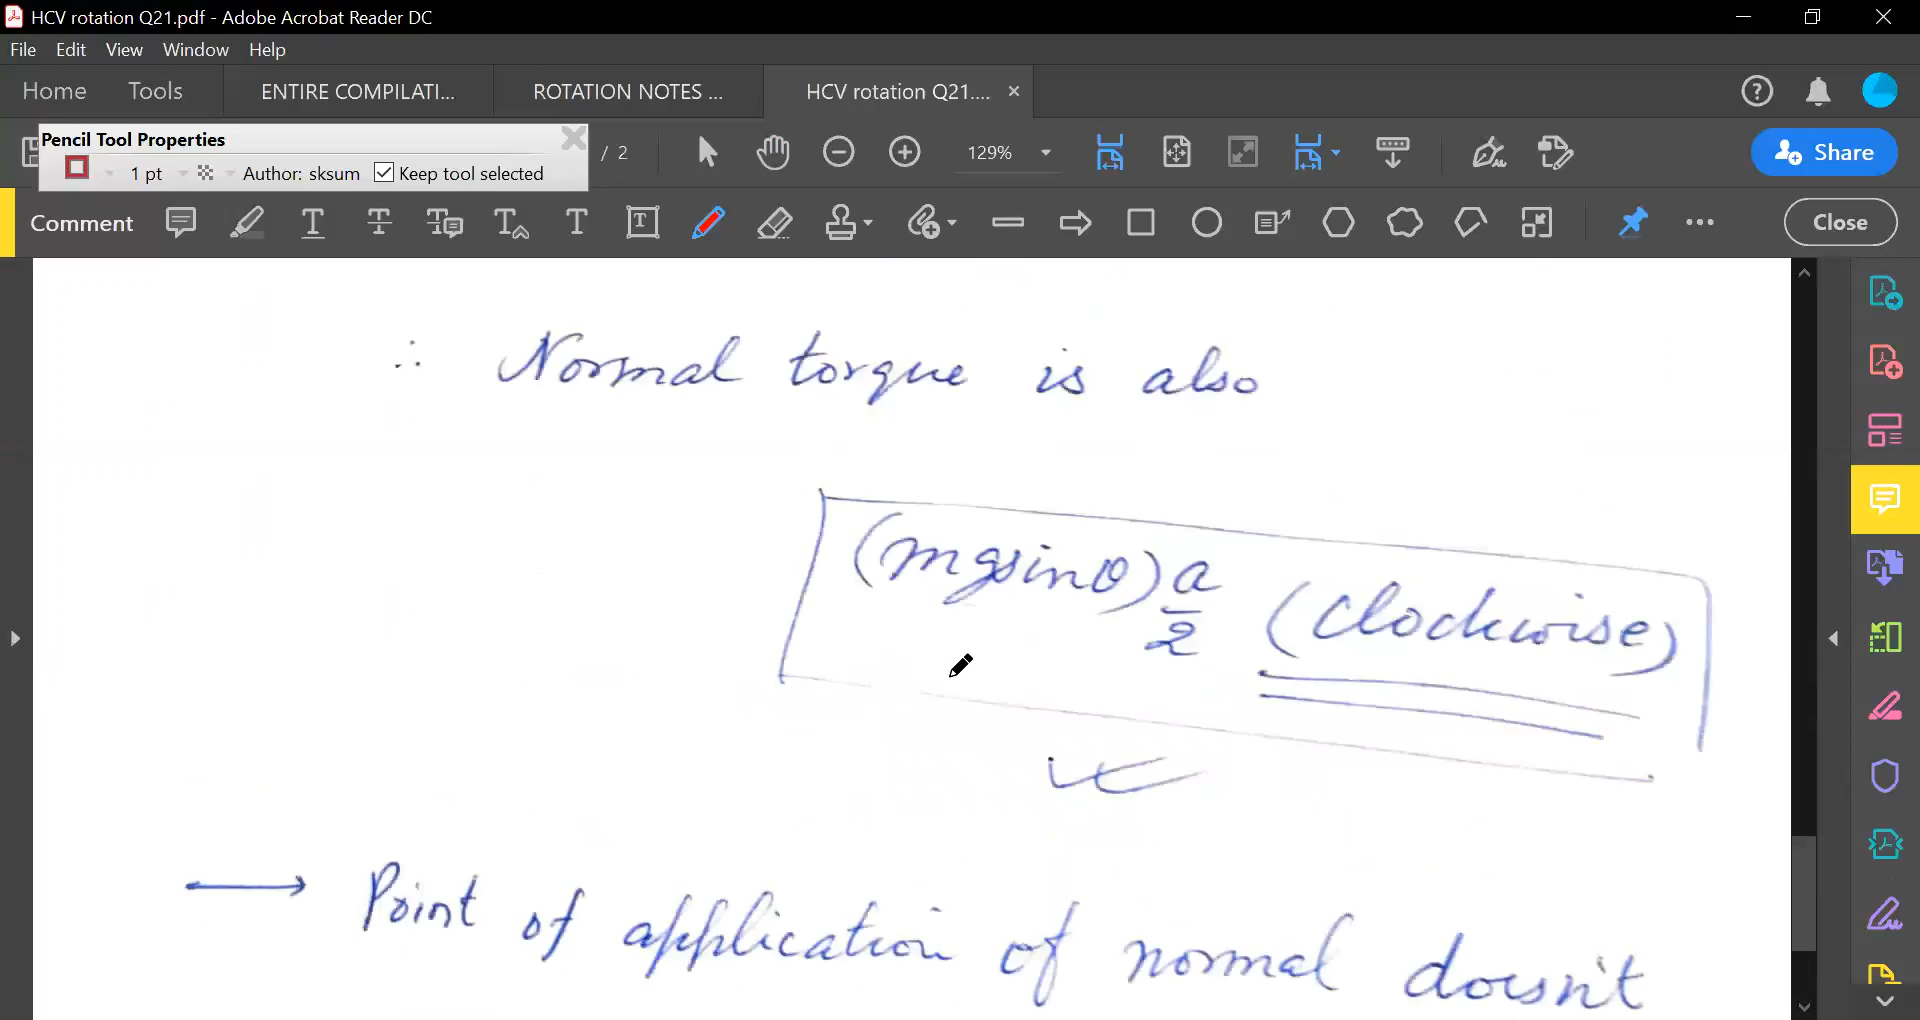 HCV rotation Q21.pdf - Adobe Acrobat Reader DC
File Edit View Window Help
Home Tools ENTIRE COMPILATI... ROTATION NOTES ... HCV rotation Q21....
Pencil Tool Properties
1 pt Author: sksum Keep tool selected
/ 2 129% Share
Comment Close
∴ Normal torque is also
(mg sinθ) a/2 (Clockwise)
→ Point of application of normal doesn't